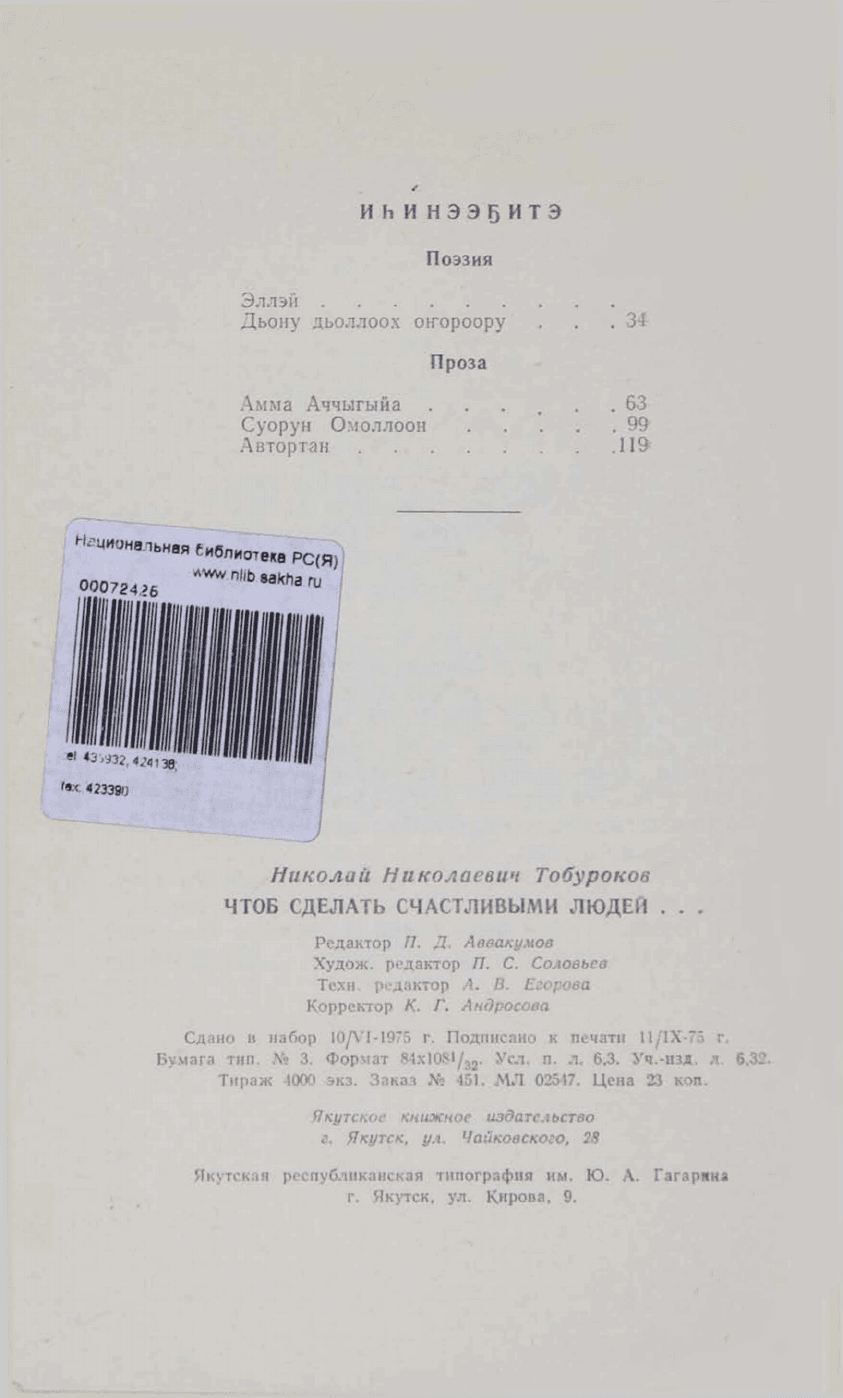 ИҺИНЭЭҔИТЭ
Поэзия
Эллэй . . . . . . . . .
Дьону дьоллоох оҥороору . . . 34
Проза
Амма Аччыгыйа . . . . . . 63
Суорун Омоллоон . . . . . 99
Автортан . . . . . . . .119
Национальная библиотека РС(Я)
www.nlib.sakha.ru
00072426
424138;
fax: 423390
Николай Николаевич Тобуроков
ЧТОБ СДЕЛАТЬ СЧАСТЛИВЫМИ ЛЮДЕЙ . . .
Редактор П. Д. Аввакумов
Худож. редактор П. С. Соловьев
Техн. редактор А. В. Егорова
Корректор К. Г. Андросова
Сдано в набор 10/VI-1975 г. Подписано к печати 11/IX-75 г.
Бумага тип. № 3. Формат 84х108¹/₃₂. Усл. п. л. 6,3. Уч.-изд. л. 6,32.
Тираж 4000 экз. Заказ № 451. МЛ 02547. Цена 23 коп.
Якутское книжное издательство
г. Якутск, ул. Чайковского, 28
Якутская республиканская типография им. Ю. А. Гагарина
г. Якутск, ул. Кирова, 9.